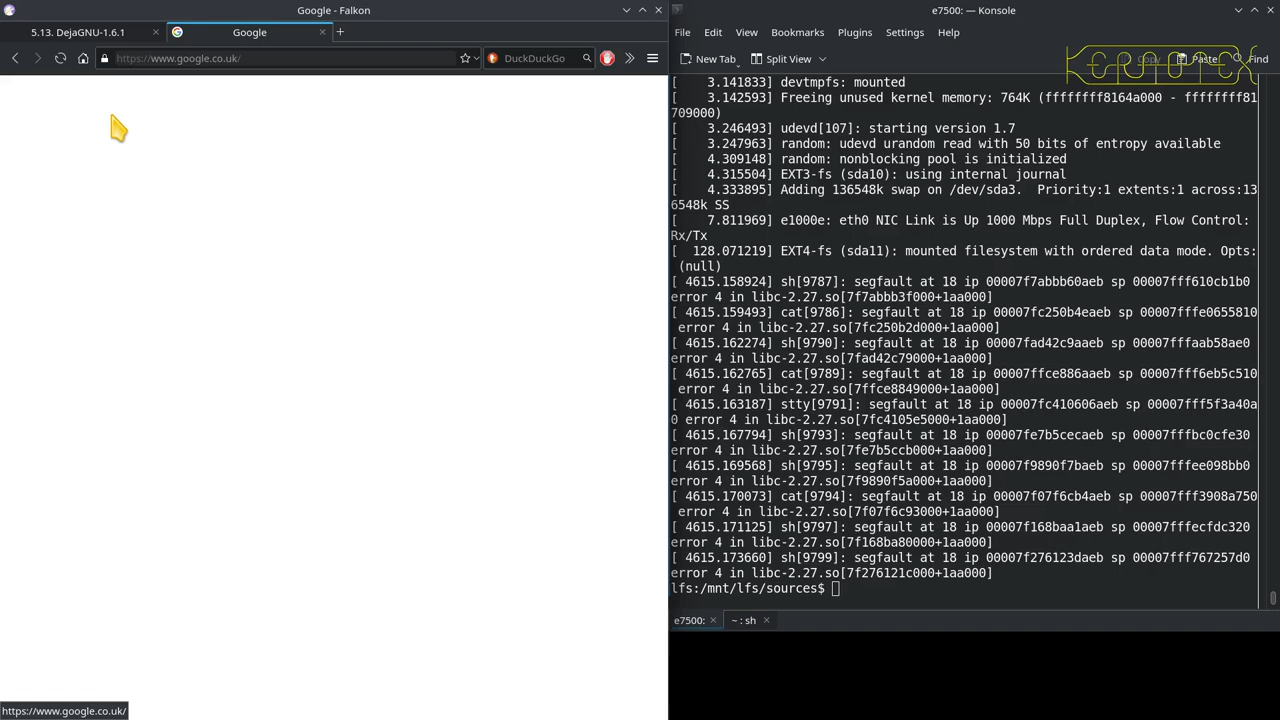 Google - Falkon
5.13. DejaGNU-1.6.1
Google
https://www.google.co.uk/
DuckDuckGo
https://www.google.co.uk/
e7500: — Konsole
File Edit View Bookmarks Plugins Settings Help
New Tab Split View Copy Paste Find
[    3.141833] devtmpfs: mounted
[    3.142593] Freeing unused kernel memory: 764K (ffffffff8164a000 - ffffffff81
709000)
[    3.246493] udevd[107]: starting version 1.7
[    3.247963] random: udevd urandom read with 50 bits of entropy available
[    4.309148] random: nonblocking pool is initialized
[    4.315504] EXT3-fs (sda10): using internal journal
[    4.333895] Adding 136548k swap on /dev/sda3.  Priority:1 extents:1 across:13
6548k SS
[    7.811969] e1000e: eth0 NIC Link is Up 1000 Mbps Full Duplex, Flow Control:
Rx/Tx
[  128.071219] EXT4-fs (sda11): mounted filesystem with ordered data mode. Opts:
(null)
[ 4615.158924] sh[9787]: segfault at 18 ip 00007f7abbb60aeb sp 00007fff610cb1b0
error 4 in libc-2.27.so[7f7abbb3f000+1aa000]
[ 4615.159493] cat[9786]: segfault at 18 ip 00007fc250b4eaeb sp 00007fffe0655810
error 4 in libc-2.27.so[7fc250b2d000+1aa000]
[ 4615.162274] sh[9790]: segfault at 18 ip 00007fad42c9aaeb sp 00007fffaab58ae0
error 4 in libc-2.27.so[7fad42c79000+1aa000]
[ 4615.162765] cat[9789]: segfault at 18 ip 00007ffce886aaeb sp 00007fff6eb5c510
error 4 in libc-2.27.so[7ffce8849000+1aa000]
[ 4615.163187] stty[9791]: segfault at 18 ip 00007fc410606aeb sp 00007fff5f3a40a
0 error 4 in libc-2.27.so[7fc4105e5000+1aa000]
[ 4615.167794] sh[9793]: segfault at 18 ip 00007fe7b5cecaeb sp 00007fffbc0cfe30
error 4 in libc-2.27.so[7fe7b5ccb000+1aa000]
[ 4615.169568] sh[9795]: segfault at 18 ip 00007f9890f7baeb sp 00007fffee098bb0
error 4 in libc-2.27.so[7f9890f5a000+1aa000]
[ 4615.170073] cat[9794]: segfault at 18 ip 00007f07f6cb4aeb sp 00007fff3908a750
error 4 in libc-2.27.so[7f07f6c93000+1aa000]
[ 4615.171125] sh[9797]: segfault at 18 ip 00007f168baa1aeb sp 00007fffecfdc320
error 4 in libc-2.27.so[7f168ba80000+1aa000]
[ 4615.173660] sh[9799]: segfault at 18 ip 00007f276123daeb sp 00007fff767257d0
error 4 in libc-2.27.so[7f276121c000+1aa000]
lfs:/mnt/lfs/sources$
e7500:
~ : sh